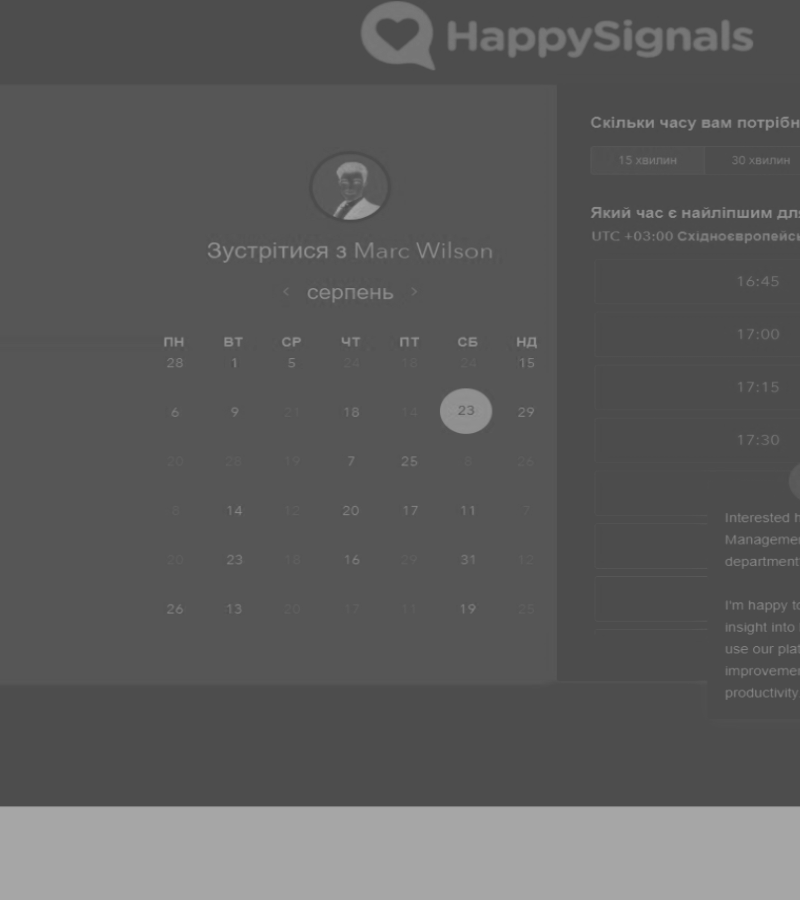 HappySignals
Зустрітися з Marc Wilson
‹ серпень ›
ПН ВТ СР ЧТ ПТ СБ НД
28 1 5 24 18 24 15
6 9 21 18 14 23 29
20 28 19 7 25 8 26
8 14 12 20 17 11 7
20 23 18 16 29 31 12
26 13 20 17 11 19 25
Скільки часу вам потрібн
15 хвилин 30 хвилин
Який час є найліпшим дл
UTC +03:00 Східноєвропейсь
16:45
17:00
17:15
17:30
Interested h
Managemen
department
I'm happy to
insight into
use our plat
improvemen
productivity